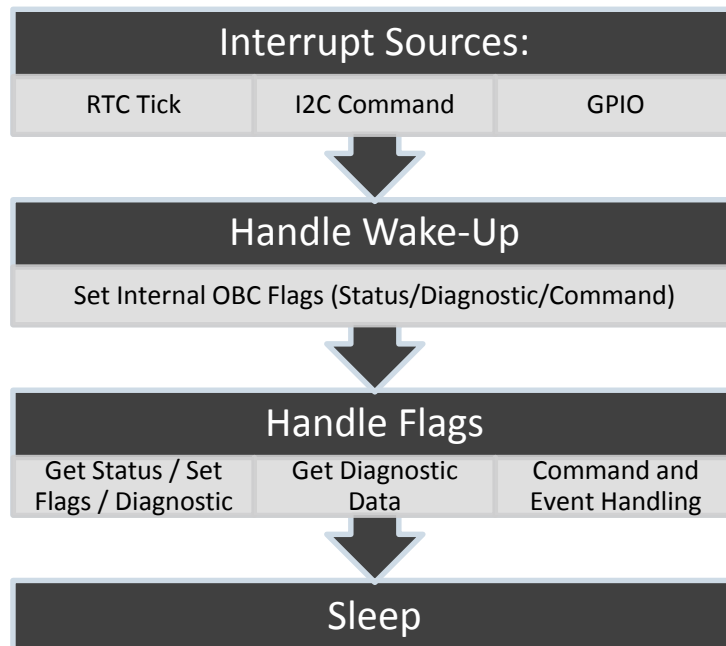 Interrupt Sources:
RTC Tick
I2C Command
GPIO
Handle Wake-Up
Set Internal OBC Flags (Status/Diagnostic/Command)
Handle Flags
Get Status / Set
Flags / Diagnostic
Get Diagnostic
Data
Command and
Event Handling
Sleep